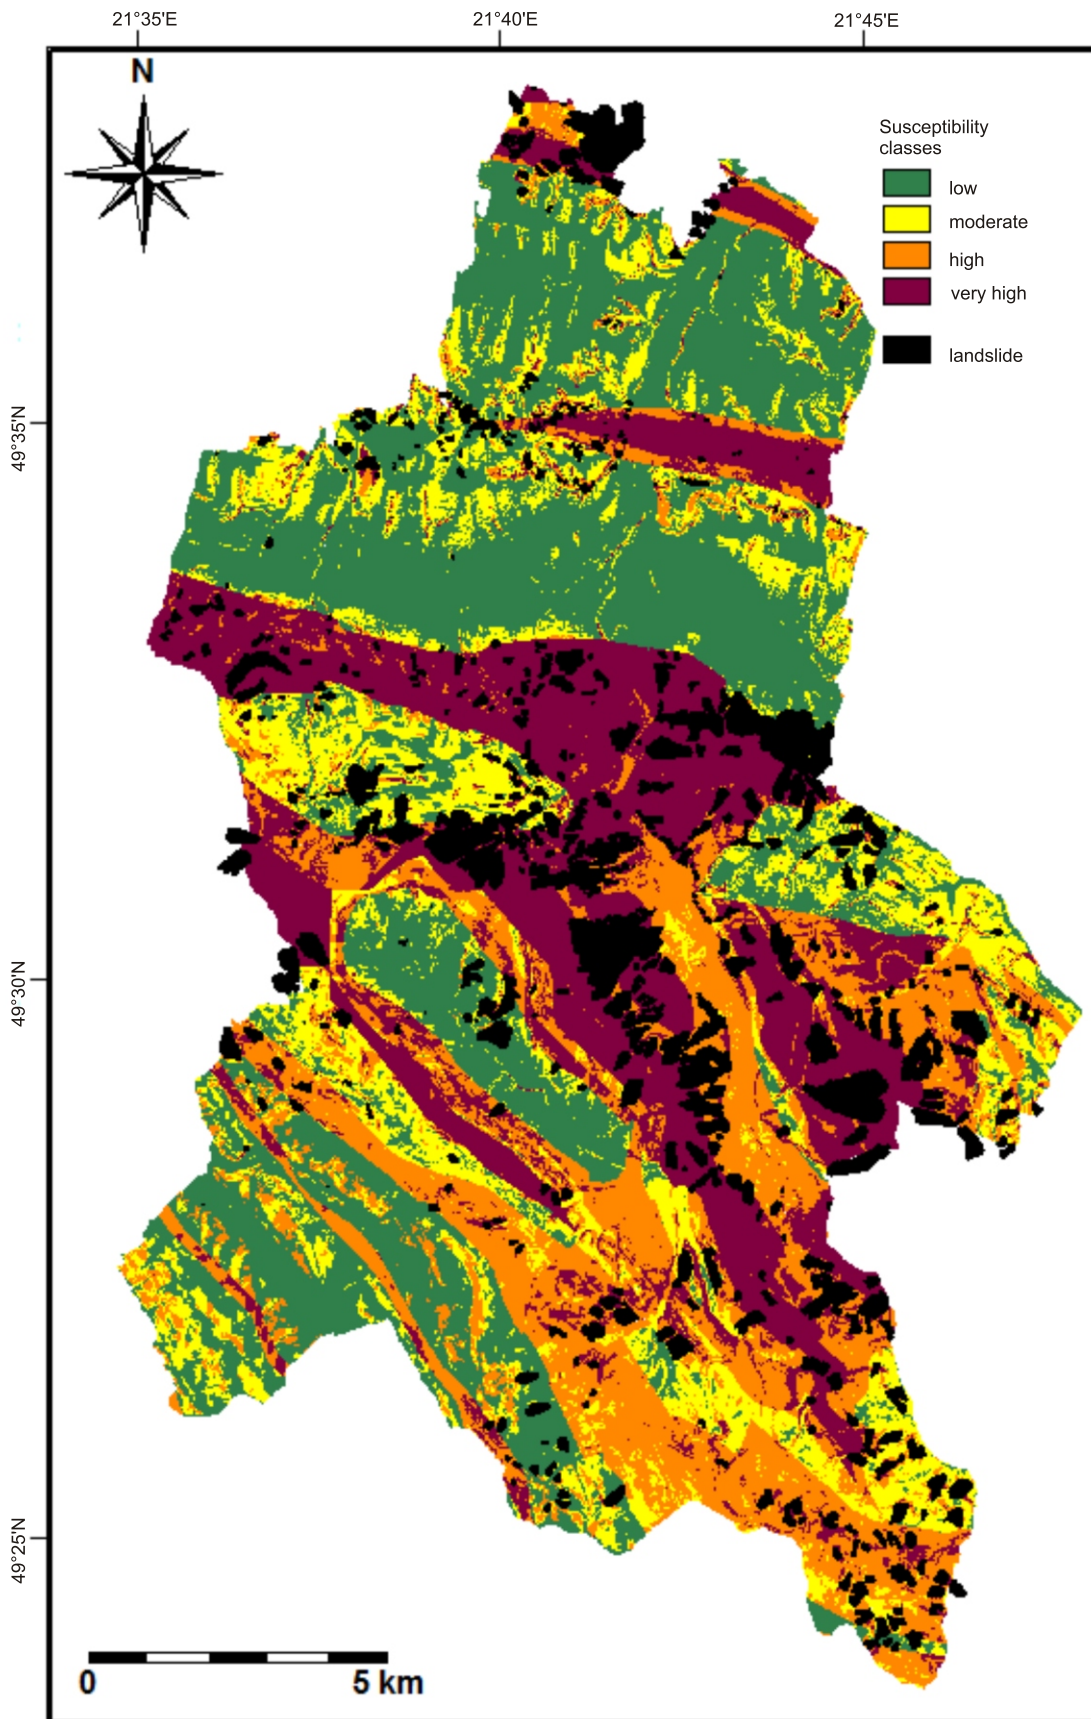 21°35'E 21°40'E 21°45'E
N
Susceptibility
classes
low
moderate
high
very high
landslide
49°35'N
49°30'N
49°25'N
0 5 km